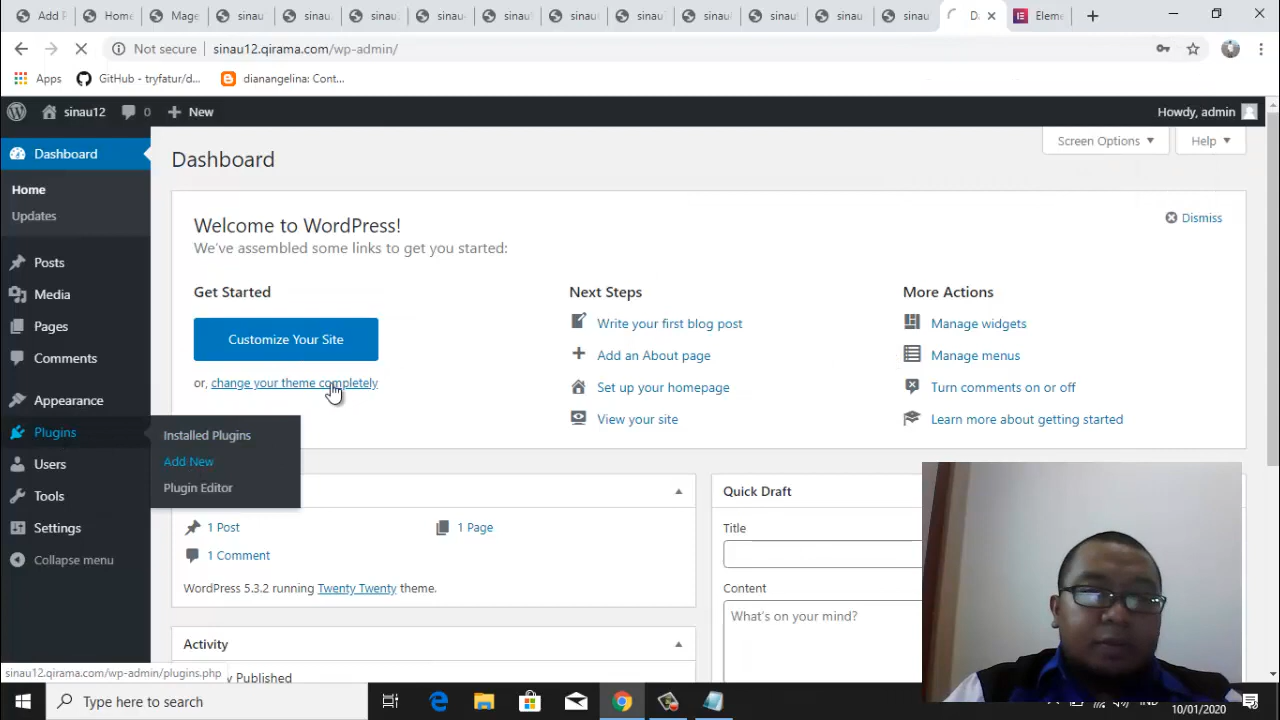 Add P
Home
Mage
sinau
sinau
sinau
sinau
sinau
sinau
sinau
sinau
sinau
sinau
sinau
Da
Eleme
Not secure
sinau12.qirama.com/wp-admin/
Apps
GitHub - tryfatur/d...
dianangelina: Cont...
sinau12
0
New
Howdy, admin
Dashboard
Home
Updates
Posts
Media
Pages
Comments
Appearance
Plugins
Users
Tools
Settings
Collapse menu
Installed Plugins
Add New
Plugin Editor
Dashboard
Screen Options
Help
Welcome to WordPress!
We've assembled some links to get you started:
Dismiss
Get Started
Customize Your Site
or, change your theme completely
Next Steps
Write your first blog post
Add an About page
Set up your homepage
View your site
More Actions
Manage widgets
Manage menus
Turn comments on or off
Learn more about getting started
1 Post
1 Page
1 Comment
WordPress 5.3.2 running Twenty Twenty theme.
Activity
Published
Quick Draft
Title
Content
What's on your mind?
sinau12.qirama.com/wp-admin/plugins.php
Type here to search
10/01/2020